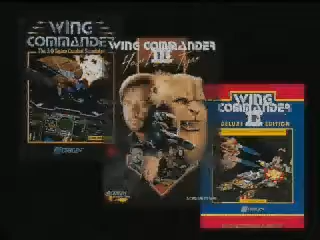 WING
COMMANDER
The 3-D Space Combat Simulator
ORIGIN
WING COMMANDER
III
Heart of the Tiger
ORIGIN
WING
COMMANDER
II
DELUXE EDITION
ORIGIN